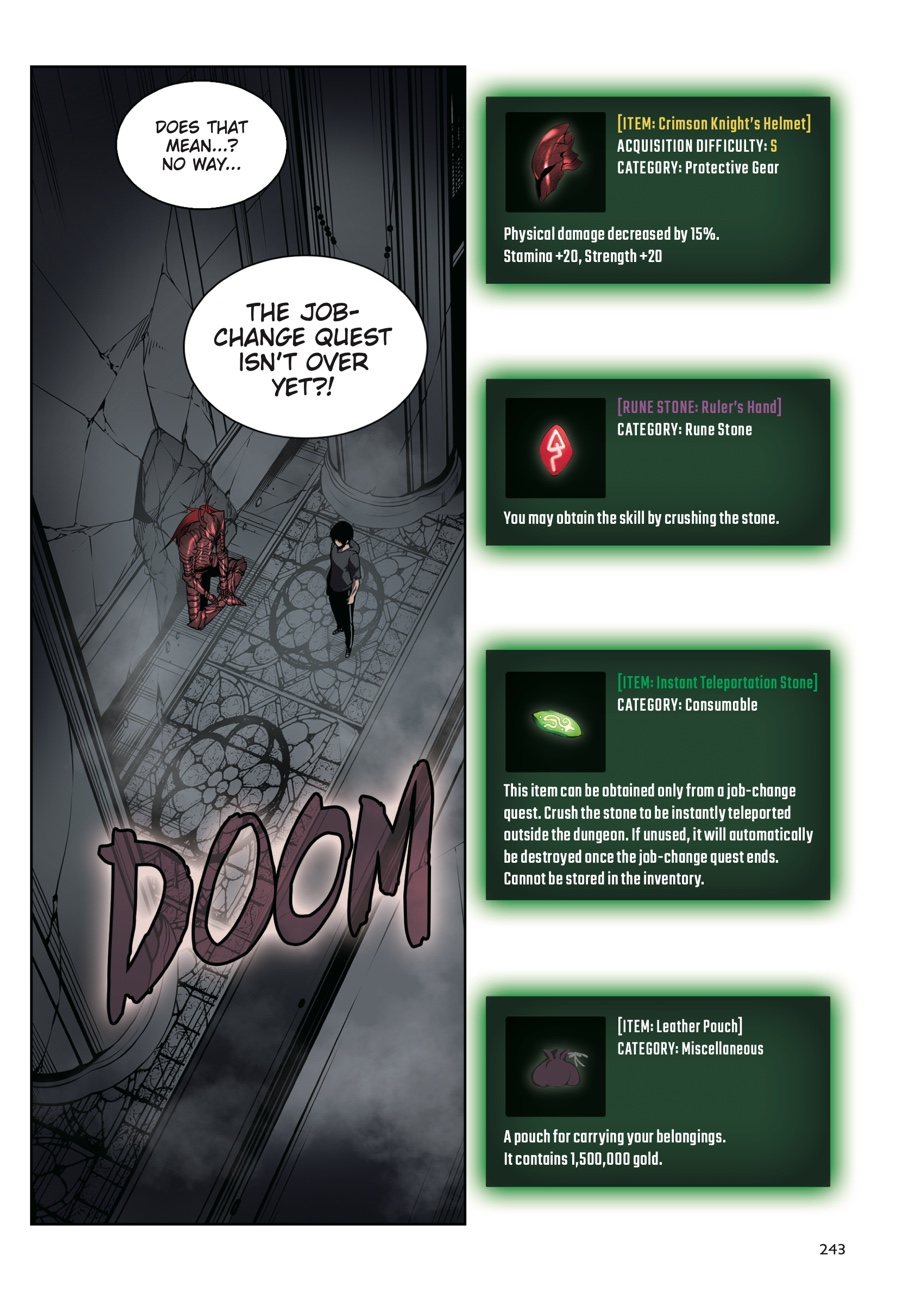 DOES THAT
MEAN...?
NO WAY...
THE JOB-
CHANGE QUEST
ISN'T OVER
YET?!
DOOM
[ITEM: Crimson Knight's Helmet]
ACQUISITION DIFFICULTY: S
CATEGORY: Protective Gear
Physical damage decreased by 15%.
Stamina +20, Strength +20
[RUNE STONE: Ruler's Hand]
CATEGORY: Rune Stone
You may obtain the skill by crushing the stone.
[ITEM: Instant Teleportation Stone]
CATEGORY: Consumable
This item can be obtained only from a job-change
quest. Crush the stone to be instantly teleported
outside the dungeon. If unused, it will automatically
be destroyed once the job-change quest ends.
Cannot be stored in the inventory.
[ITEM: Leather Pouch]
CATEGORY: Miscellaneous
A pouch for carrying your belongings.
It contains 1,500,000 gold.
243